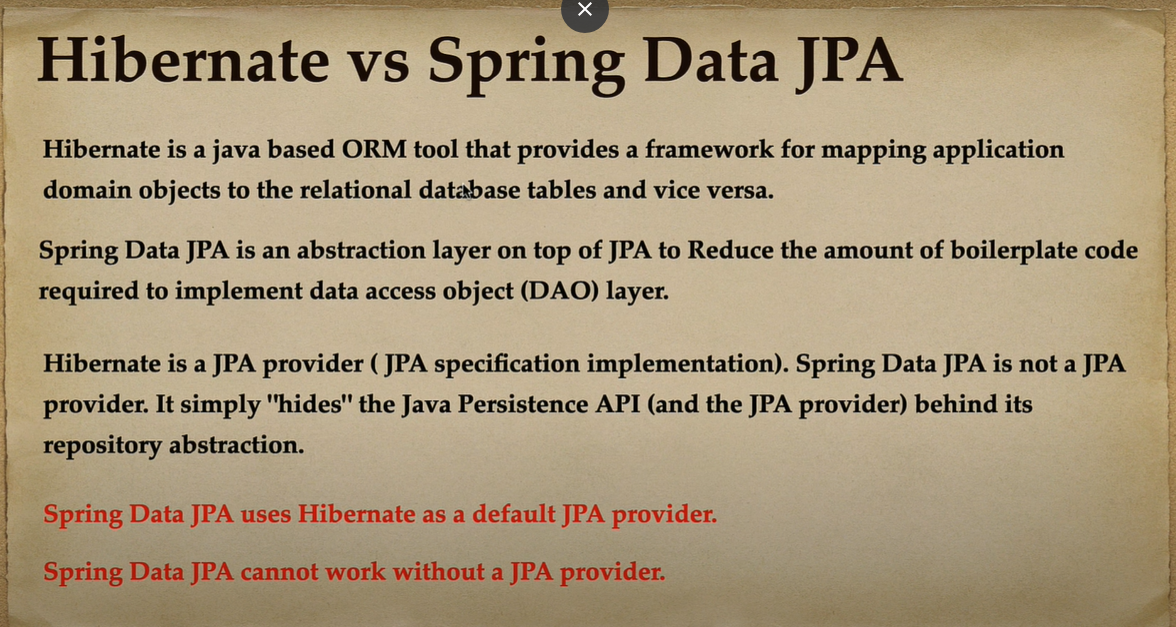 Hibernate vs Spring Data JPA
Hibernate is a java based ORM tool that provides a framework for mapping application
domain objects to the relational database tables and vice versa.
Spring Data JPA is an abstraction layer on top of JPA to Reduce the amount of boilerplate code
required to implement data access object (DAO) layer.
Hibernate is a JPA provider ( JPA specification implementation). Spring Data JPA is not a JPA
provider. It simply "hides" the Java Persistence API (and the JPA provider) behind its
repository abstraction.
Spring Data JPA uses Hibernate as a default JPA provider.
Spring Data JPA cannot work without a JPA provider.